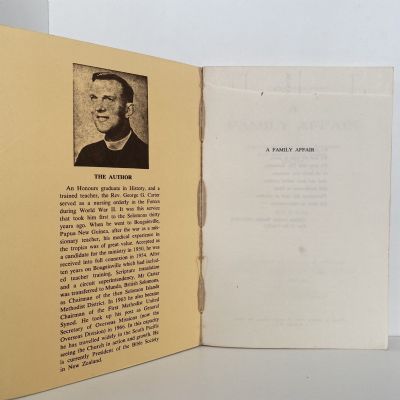 THE AUTHOR
An Honours graduate in History, and a
trained teacher, the Rev. George G. Carter
served as a nursing orderly in the Forces
during World War II. It was this service
that took him first to the Solomons thirty
years ago. When he went to Bougainville,
Papua New Guinea, after the war as a mis-
sionary teacher, his medical experience in
the tropics was of great value. Accepted as
a candidate for the ministry in 1950, he was
received into full connexion in 1954. After
ten years on Bougainville which had includ-
ed teacher training, Scripture translation
and a circuit superintendency, Mr Carter
was transferred to Munda, British Solomons,
as Chairman of the then Solomon Islands
Methodist District. In 1963 he also became
Chairman of the First Methodist United
Synod. He took up his post as General
Secretary of Overseas Missions (now the
Overseas Division) in 1966. In this capacity
he has travelled widely in the South Pacific
seeing the Church in action and growth. He
is currently President of the Bible Society
in New Zealand.
A FAMILY AFFAIR